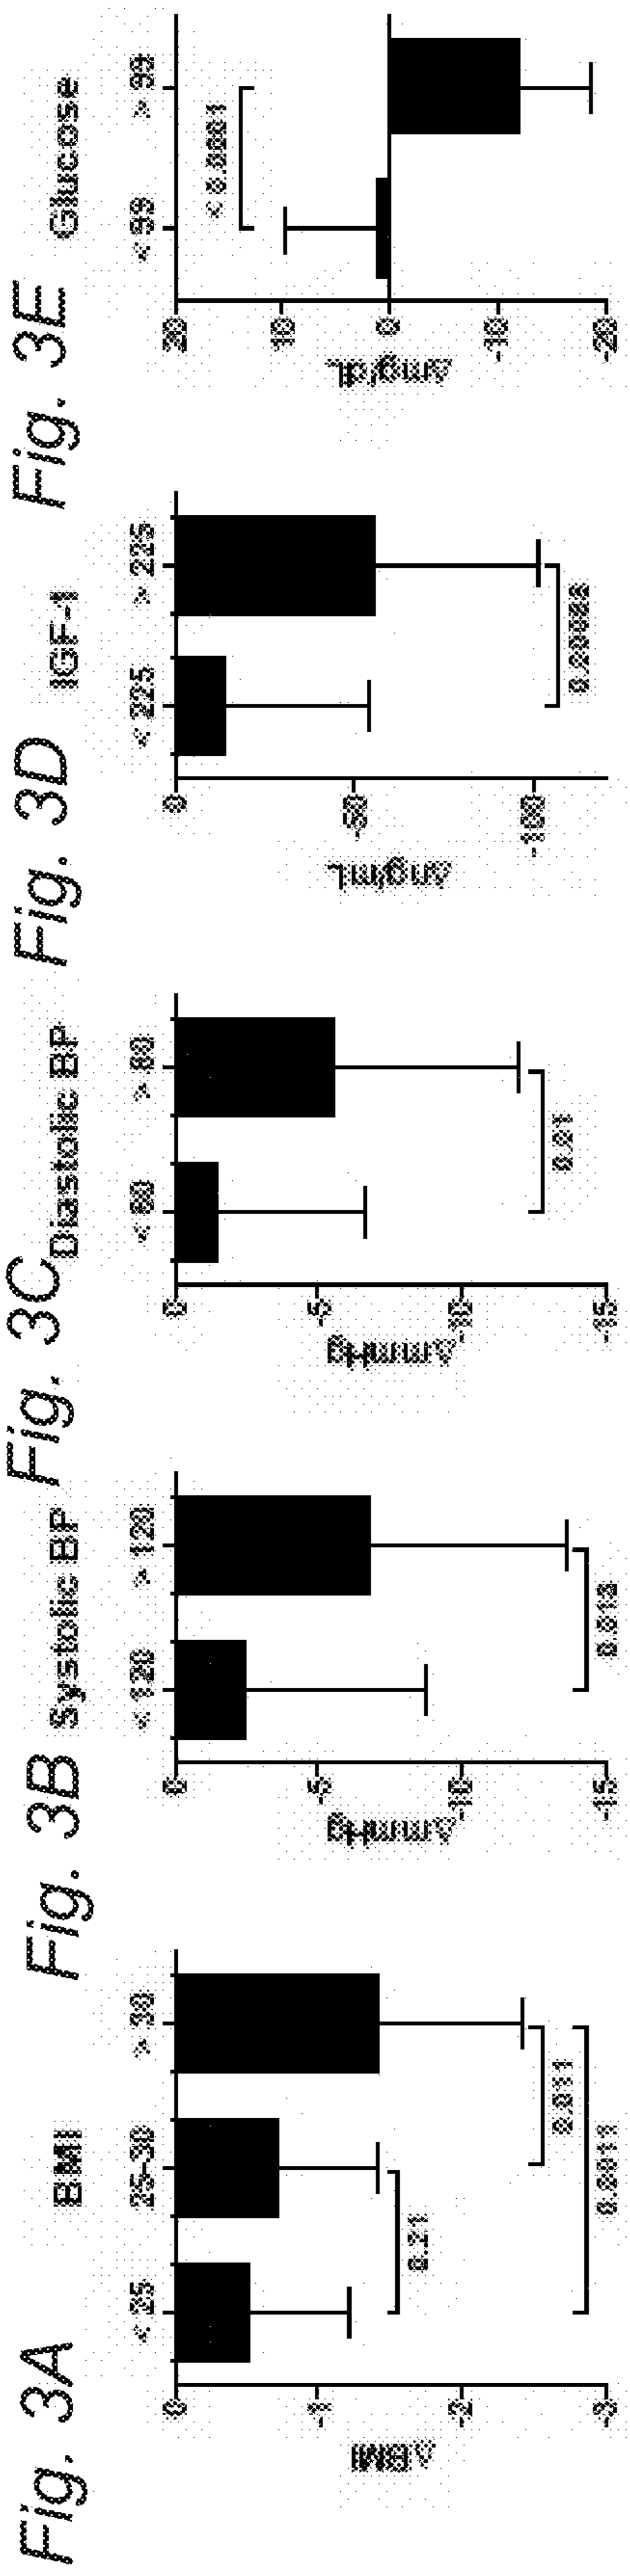 Fig. 3A
BMI
< 25
25-30
> 30
0
-1
-2
-3
Δ BMI
0.21
0.011
0.0011
Fig. 3B
Systolic BP
< 120
> 120
0
-5
-10
-15
ΔmmHg
0.013
Fig. 3C
Diastolic BP
< 80
> 80
0
-5
-10
-15
ΔmmHg
0.21
Fig. 3D
IGF-1
< 225
> 225
0
-50
-100
Δng/mL
Fig. 3E
Glucose
< 99
> 99
20
10
0
-10
-20
Δmg/dL
< 0.0001